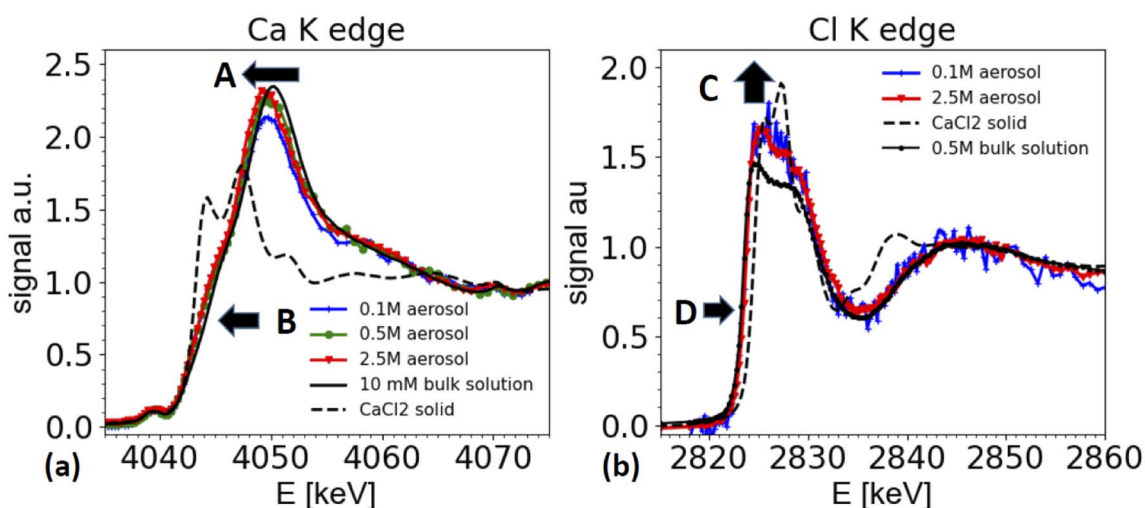 Ca K edge
signal a.u.
2.5
2.0
1.5
1.0
0.5
0.0
A
B
0.1M aerosol
0.5M aerosol
2.5M aerosol
10 mM bulk solution
CaCl2 solid
4040 4050 4060 4070
(a)
E [keV]
Cl K edge
signal au
2.0
1.5
1.0
0.5
0.0
C
D
0.1M aerosol
2.5M aerosol
CaCl2 solid
0.5M bulk solution
2820 2830 2840 2850 2860
(b)
E [keV]